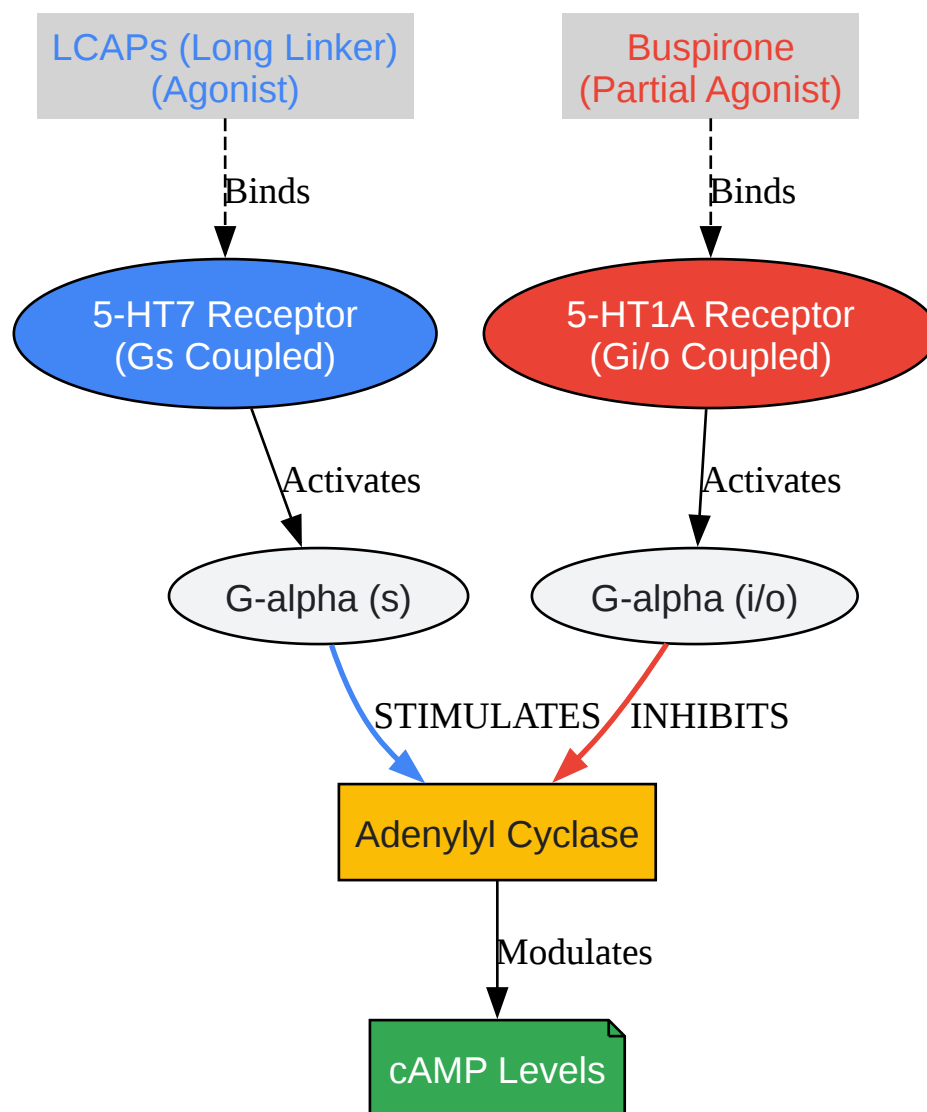 LCAPs (Long Linker)
(Agonist)
Buspirone
(Partial Agonist)
Binds
Binds
5-HT7 Receptor
(Gs Coupled)
5-HT1A Receptor
(Gi/o Coupled)
Activates
Activates
G-alpha (s)
G-alpha (i/o)
STIMULATES
INHIBITS
Adenylyl Cyclase
Modulates
cAMP Levels